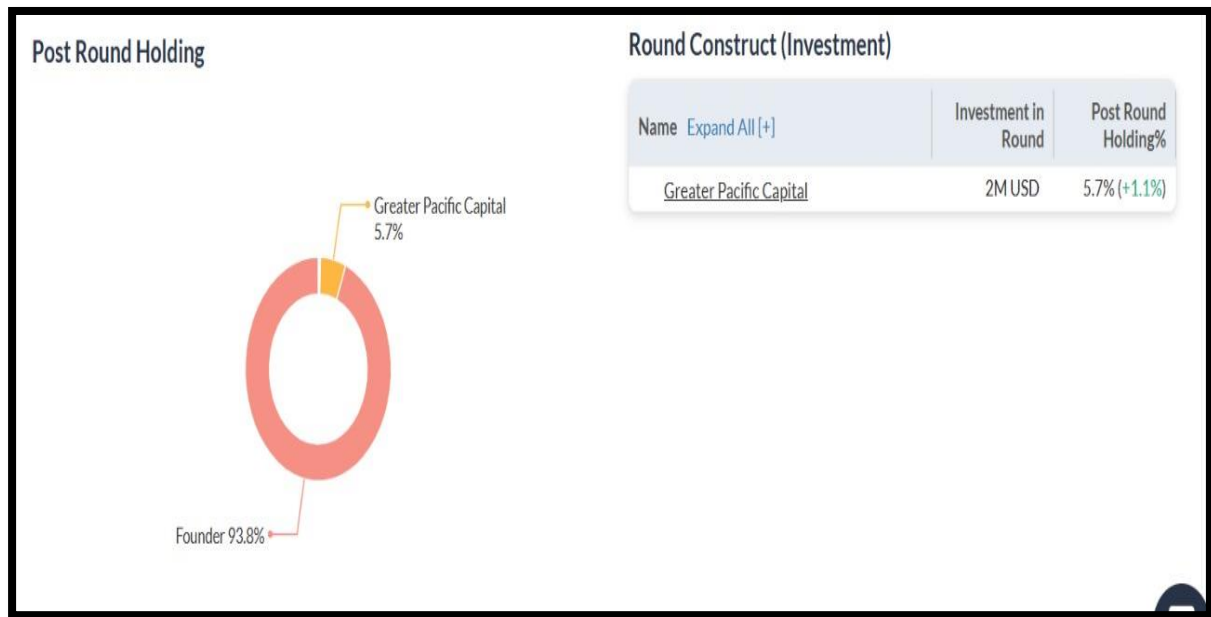 Post Round Holding
Greater Pacific Capital
5.7%
Founder 93.8%
Round Construct (Investment)
Name Expand All [+]
Investment in
Round
Post Round
Holding%
Greater Pacific Capital 2M USD 5.7% (+1.1%)